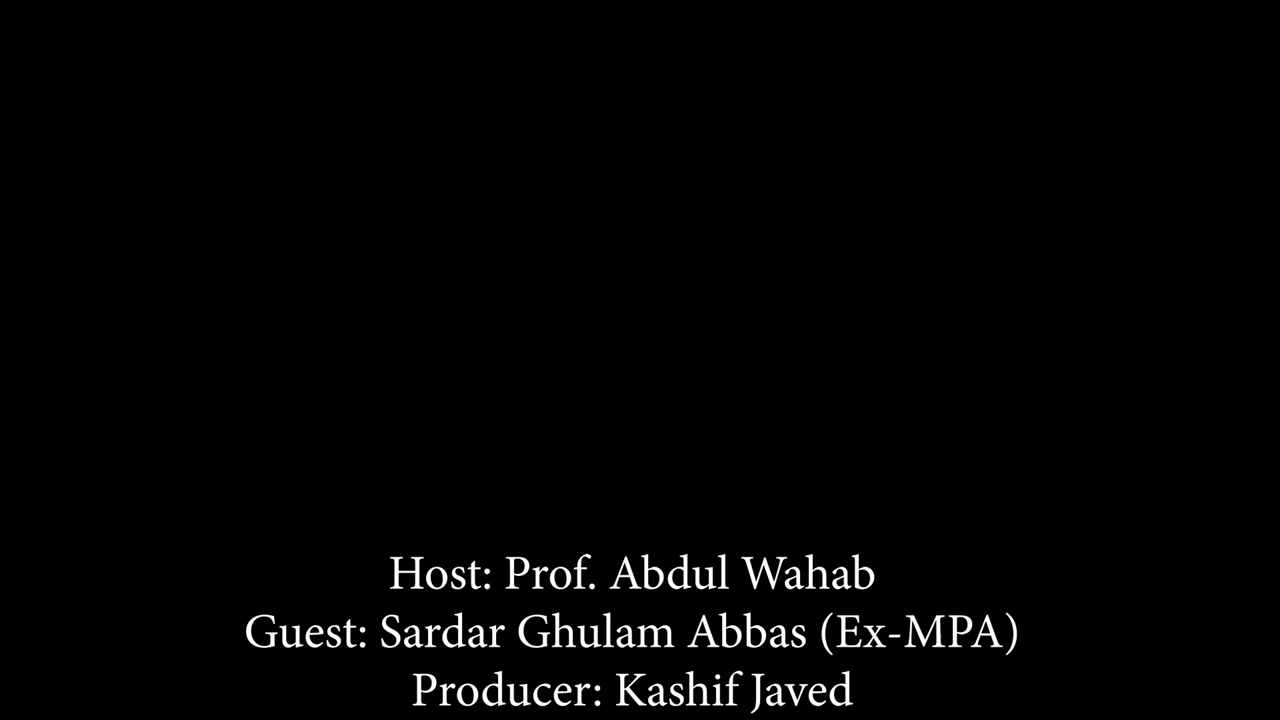 Host: Prof. Abdul Wahab
Guest: Sardar Ghulam Abbas (Ex-MPA)
Producer: Kashif Javed